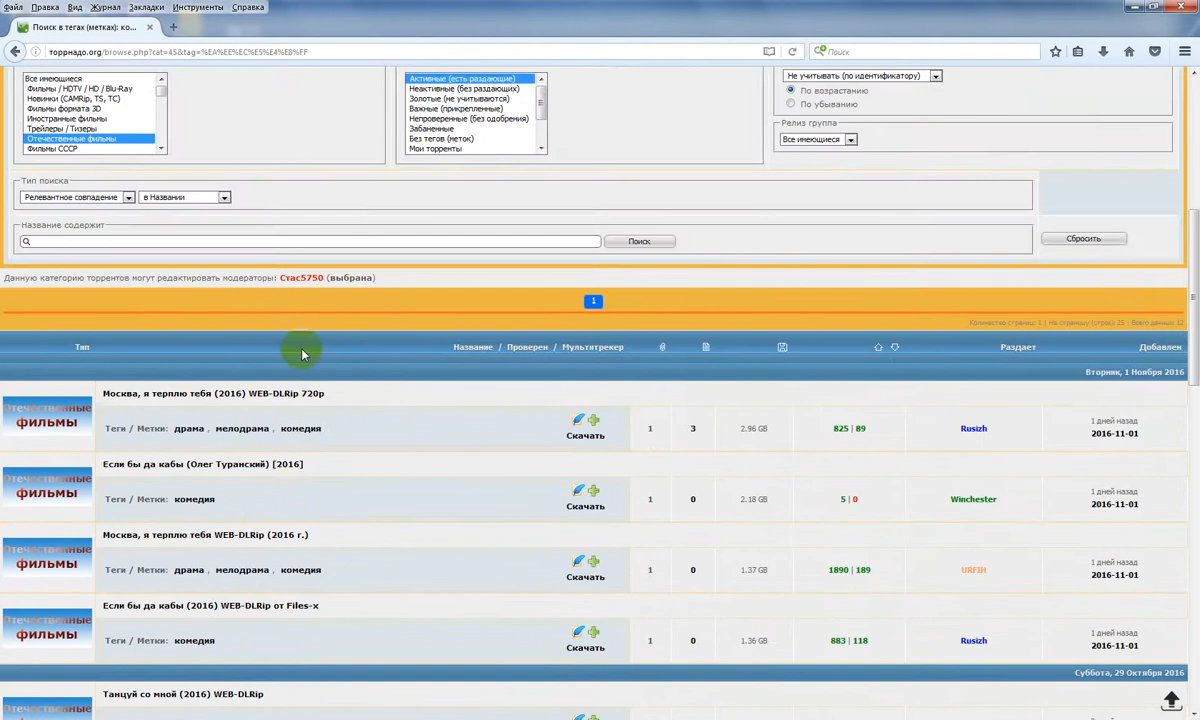 Файл Правка Вид Журнал Закладки Инструменты Справка
Поиск в тегах (метках): ко...
торрнадо.org/browse.php?cat=45&tag=%EA%EE%EC%E5%E4%E8%FF
Поиск
Все имеющиеся
Фильмы / HDTV / HD / Blu-Ray
Новинки (CAMRip, TS, TC)
Фильмы формата 3D
Иностранные фильмы
Трейлеры / Тизеры
Отечественные фильмы
Фильмы СССР
Активные (есть раздающие)
Неактивные (без раздающих)
Золотые (не учитываются)
Важные (прикрепленные)
Непроверенные (без одобрения)
Забаненные
Без тегов (меток)
Мои торренты
Не учитывать (по идентификатору)
По возрастанию
По убыванию
Релиз группа
Все имеющиеся
Тип поиска
Релевантное совпадение в Названии
Название содержит
Поиск Сбросить
Данную категорию торрентов могут редактировать модераторы: Стас5750 (выбрана)
1
Количество страниц: 1 | На страницу (строк): 25 | Всего данных: 12
Тип Название / Проверен / Мультитрекер Раздает Добавлен
Вторник, 1 Ноября 2016
Москва, я терплю тебя (2016) WEB-DLRip 720p
Отечественные фильмы
Теги / Метки: драма , мелодрама , комедия Скачать 1 3 2.96 GB 825 | 89 Rusizh 1 дней назад 2016-11-01
Если бы да кабы (Олег Туранский) [2016]
Отечественные фильмы
Теги / Метки: комедия Скачать 1 0 2.18 GB 5 | 0 Winchester 1 дней назад 2016-11-01
Москва, я терплю тебя WEB-DLRip (2016 г.)
Отечественные фильмы
Теги / Метки: драма , мелодрама , комедия Скачать 1 0 1.37 GB 1890 | 189 URFIH 1 дней назад 2016-11-01
Если бы да кабы (2016) WEB-DLRip от Files-x
Отечественные фильмы
Теги / Метки: комедия Скачать 1 0 1.36 GB 883 | 118 Rusizh 1 дней назад 2016-11-01
Суббота, 29 Октября 2016
Танцуй со мной (2016) WEB-DLRip
Отечественные